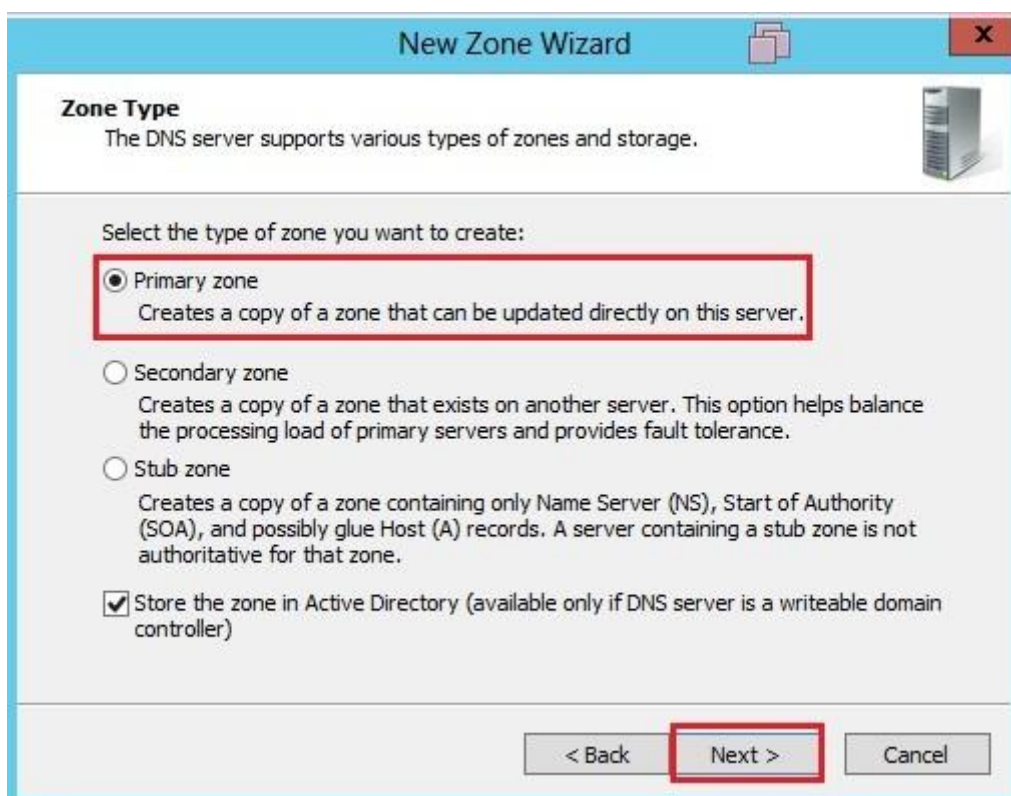 New Zone Wizard
x
Zone Type
The DNS server supports various types of zones and storage.
Select the type of zone you want to create:
Primary zone
Creates a copy of a zone that can be updated directly on this server.
Secondary zone
Creates a copy of a zone that exists on another server. This option helps balance
the processing load of primary servers and provides fault tolerance.
Stub zone
Creates a copy of a zone containing only Name Server (NS), Start of Authority
(SOA), and possibly glue Host (A) records. A server containing a stub zone is not
authoritative for that zone.
Store the zone in Active Directory (available only if DNS server is a writeable domain
controller)
< Back Next > Cancel